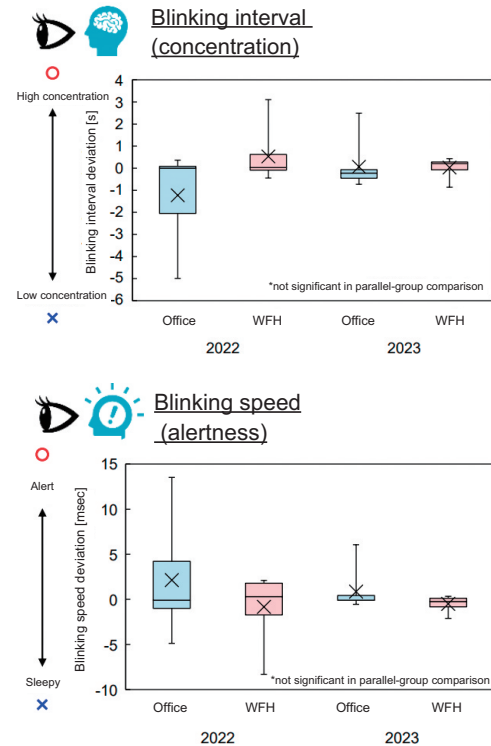 Blinking interval
(concentration)
High concentration
Low concentration
Blinking interval deviation [s]
4
3
2
1
0
-1
-2
-3
-4
-5
-6
*not significant in parallel-group comparison
Office WFH Office WFH
2022 2023
Blinking speed
(alertness)
Alert
Sleepy
Blinking speed deviation [msec]
15
10
5
0
-5
-10
*not significant in parallel-group comparison
Office WFH Office WFH
2022 2023